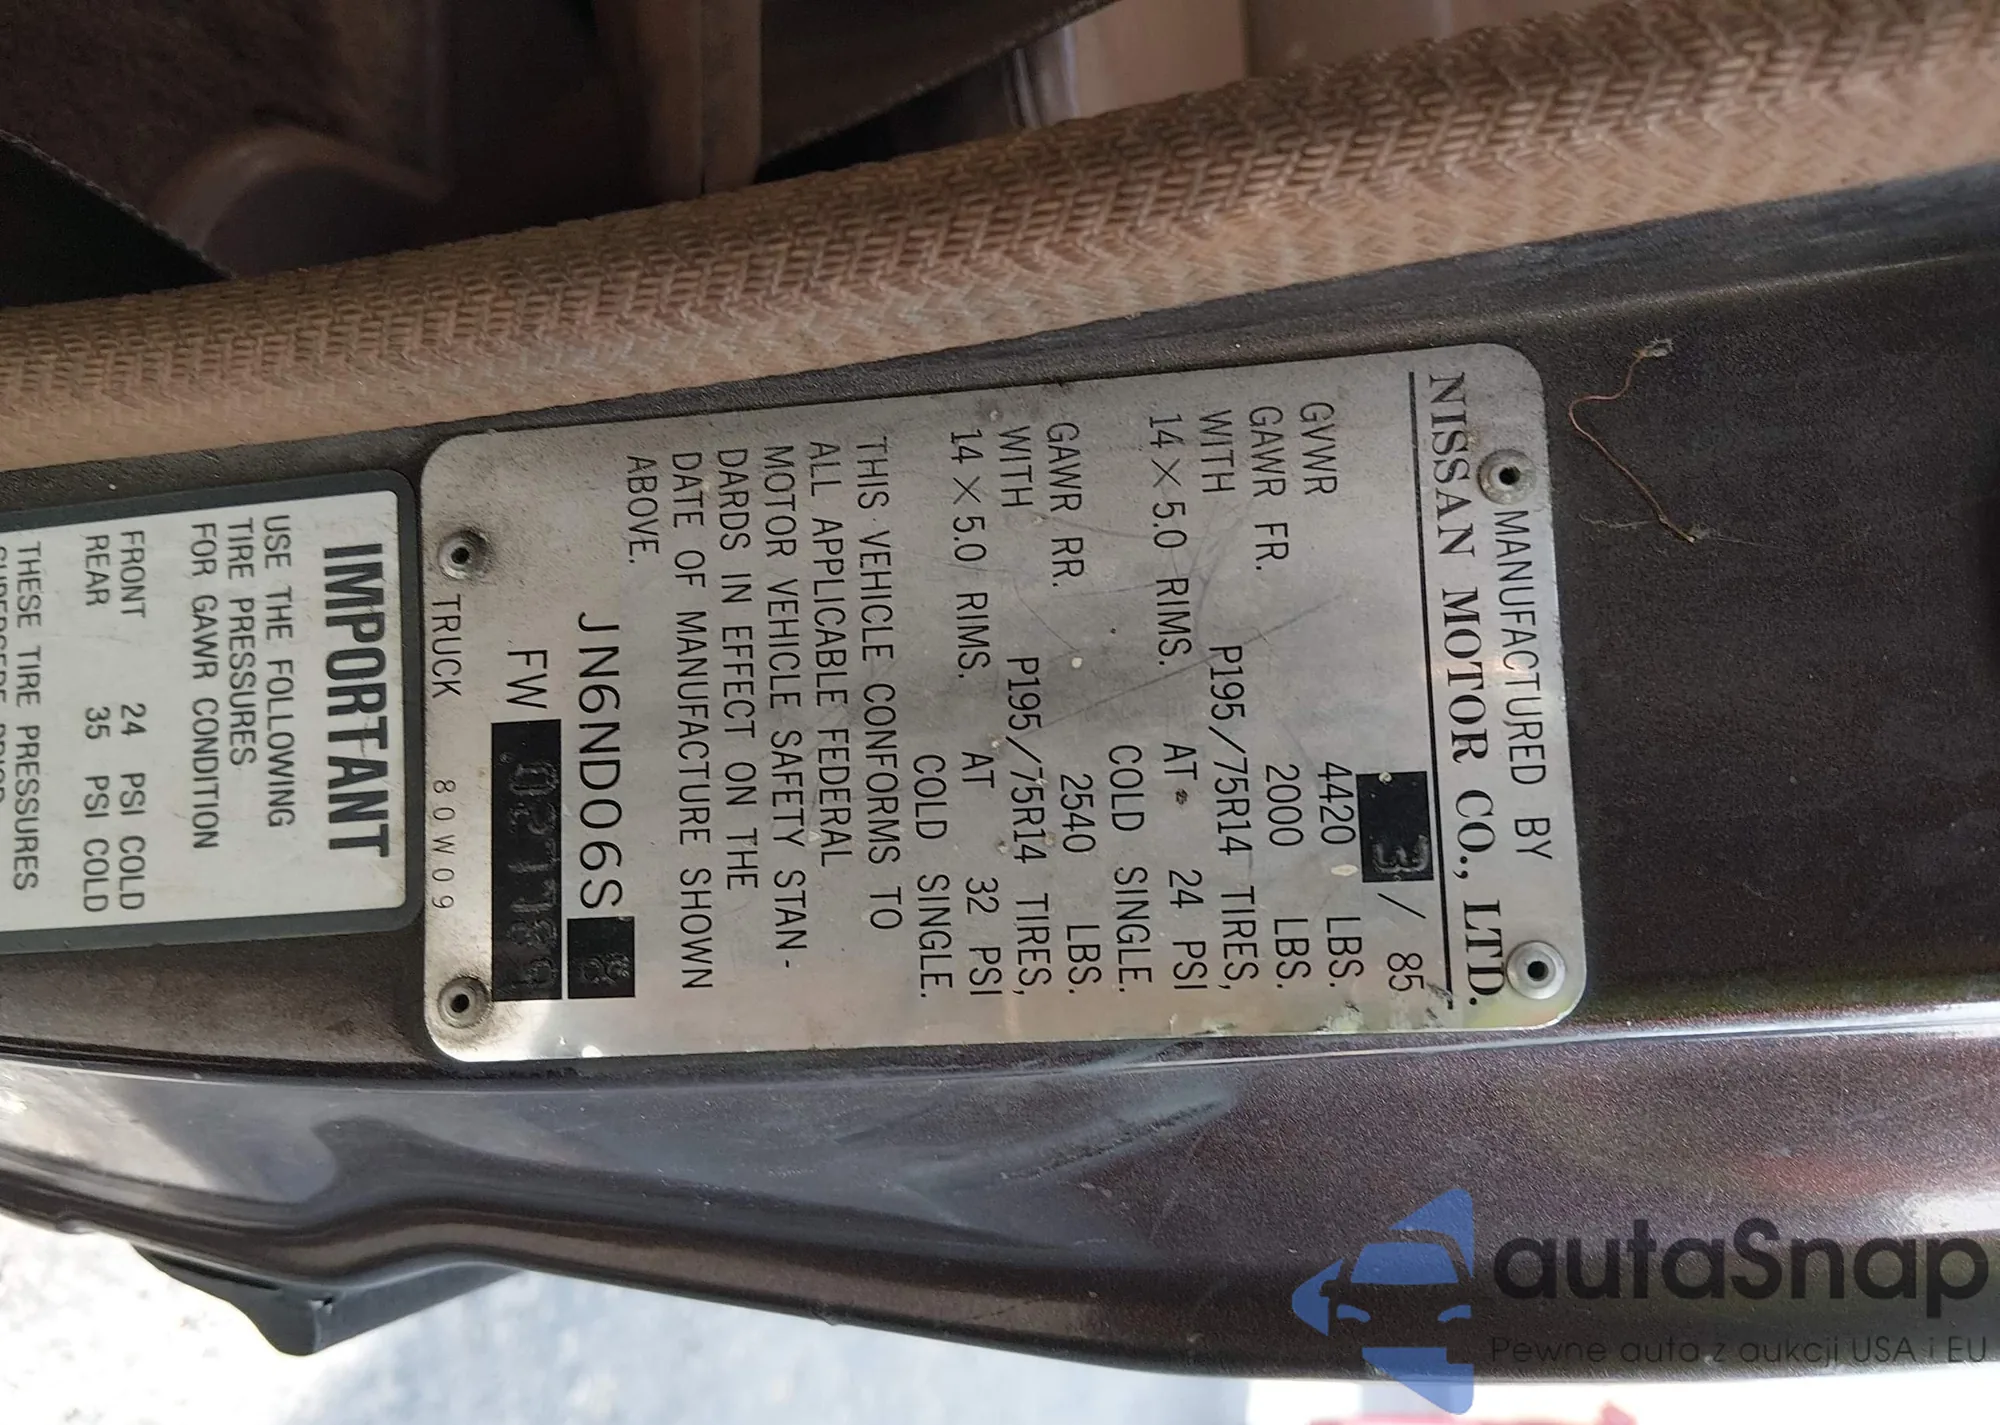 MANUFACTURED BY
NISSAN MOTOR CO., LTD.
3 / 85
GVWR 4420 LBS.
GAWR FR. 2000 LBS.
WITH P195/75R14 TIRES,
14 × 5.0 RIMS. AT 24 PSI
COLD SINGLE.
GAWR RR. 2540 LBS.
WITH P195/75R14 TIRES,
14 × 5.0 RIMS. AT 32 PSI
COLD SINGLE.
THIS VEHICLE CONFORMS TO
ALL APPLICABLE FEDERAL
MOTOR VEHICLE SAFETY STAN-
DARDS IN EFFECT ON THE
DATE OF MANUFACTURE SHOWN
ABOVE.
JN6ND06S
FW
TRUCK 80W09
IMPORTANT
USE THE FOLLOWING
TIRE PRESSURES
FOR GAWR CONDITION
FRONT 24 PSI COLD
REAR 35 PSI COLD
THESE TIRE PRESSURES
autaSnap
Pewne auta z aukcji USA i EU